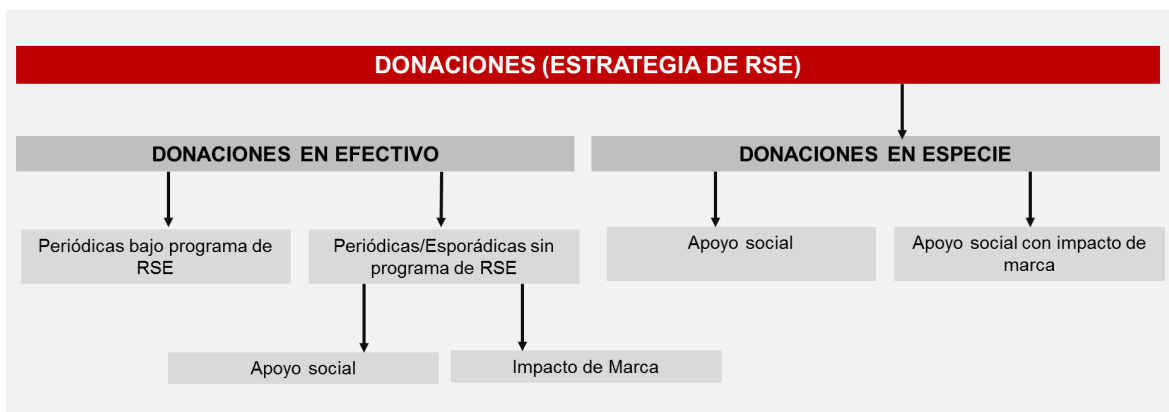 DONACIONES (ESTRATEGIA DE RSE)
DONACIONES EN EFECTIVO
DONACIONES EN ESPECIE
Periódicas bajo programa de
RSE
Periódicas/Esporádicas sin
programa de RSE
Apoyo social
Apoyo social con impacto de
marca
Apoyo social
Impacto de Marca